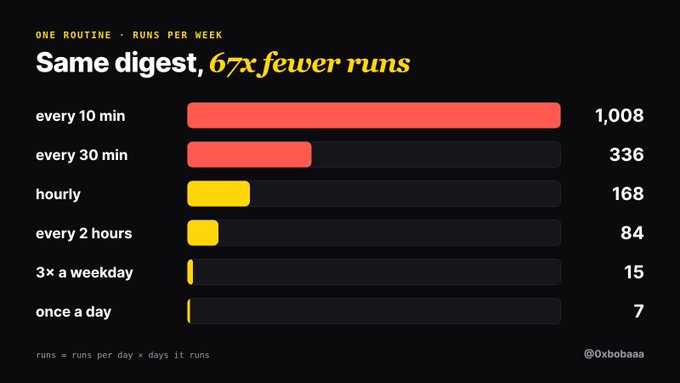 ONE ROUTINE · RUNS PER WEEK
Same digest, 67x fewer runs
every 10 min 1,008
every 30 min 336
hourly 168
every 2 hours 84
3× a weekday 15
once a day 7
runs = runs per day × days it runs
@0xbobaaa